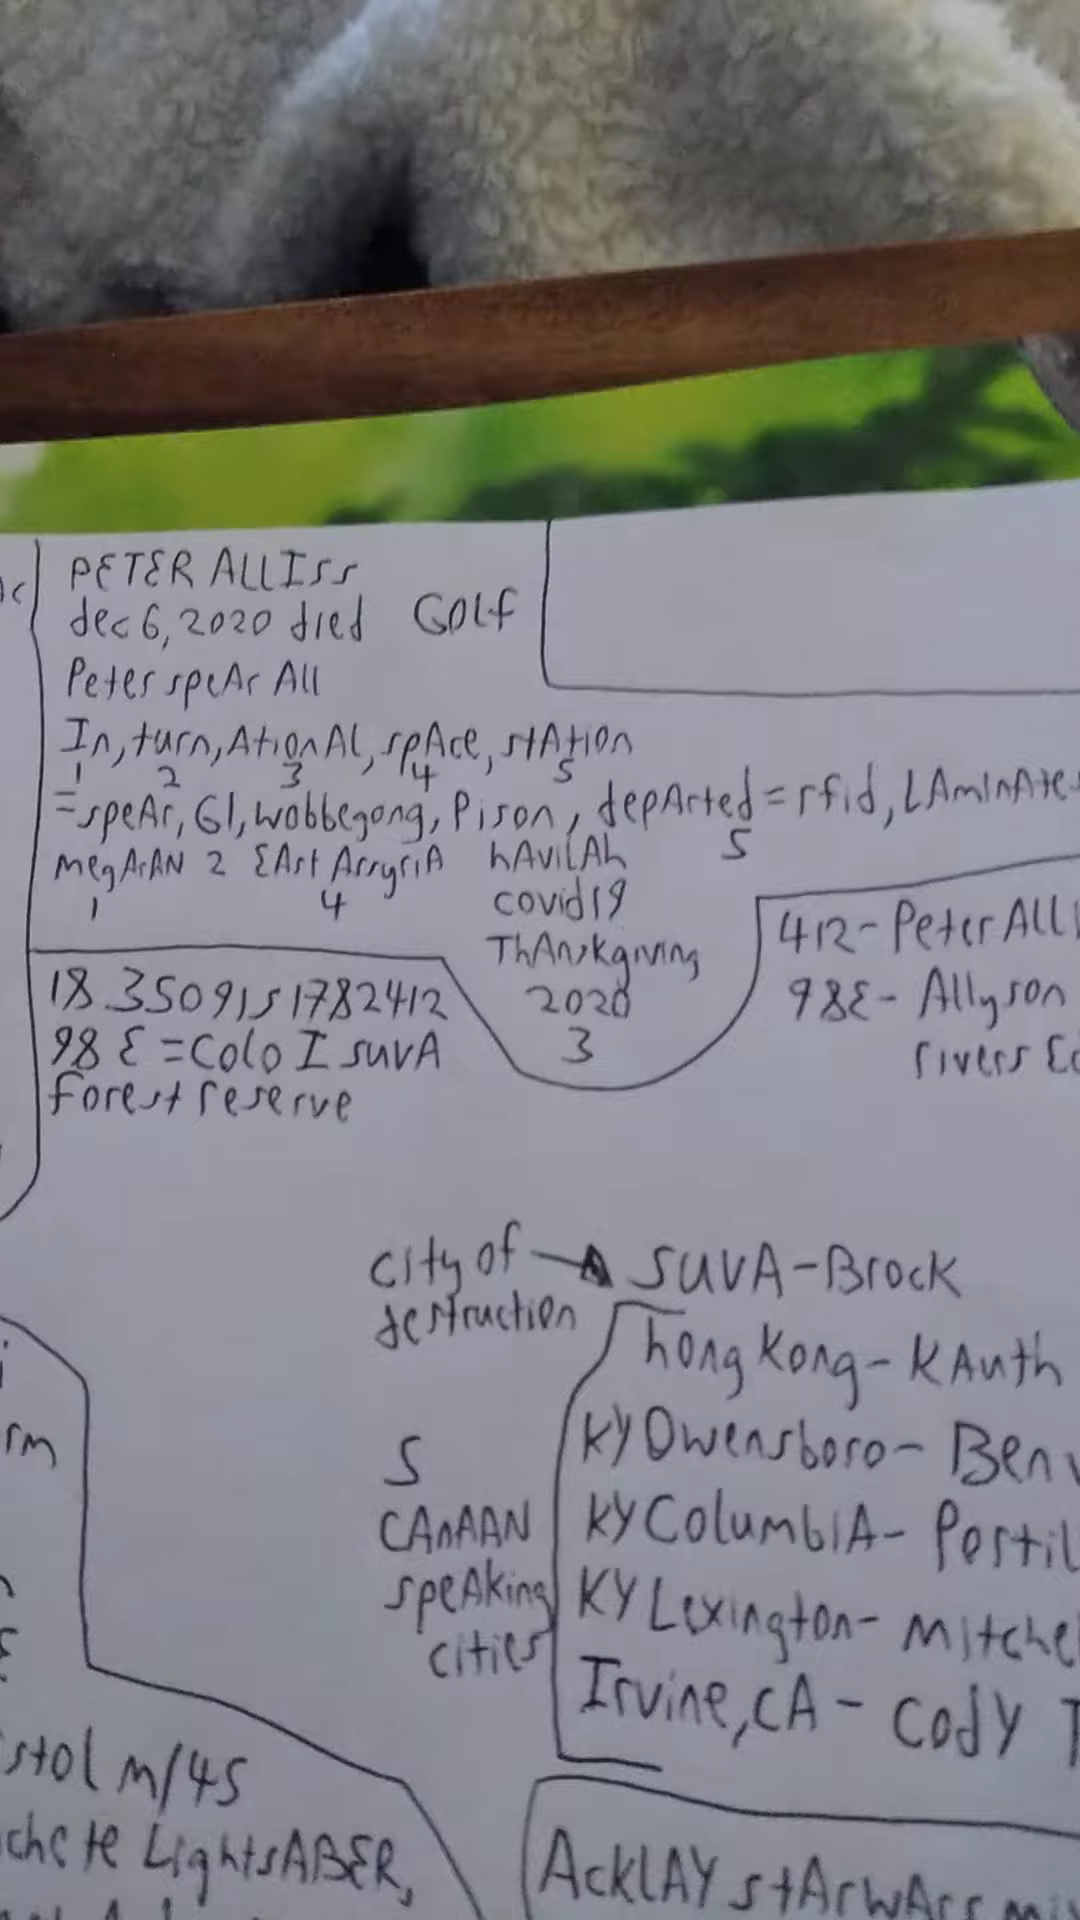 PETER ALLISS
dec 6, 2020 died GOLF
Peter speAr All
In, turn, AtionAl, spAce, stAtion
1 2 3 4 5
=speAr, GI, wobbegong, Pison, depArted = rfid, LAminAte
megArAN 2 EAst AssyriA hAvilAh 5
1 4 covid19
ThAnskgiving
2020
3
18.3509151782412
98 E = Colo I suvA
forest reserve
412 - Peter All
98E - Allyson
rivers
city of
destruction
suvA - Brock
hong Kong - KAuth
KY Owensboro - Ben
KY ColumbiA - Portil
KY Lexington - mitche
Irvine, CA - Cody T
5
CAnAAN
speAking
cities
rm
stol m/45
chete LightsABER,
AcklAY stArwArs